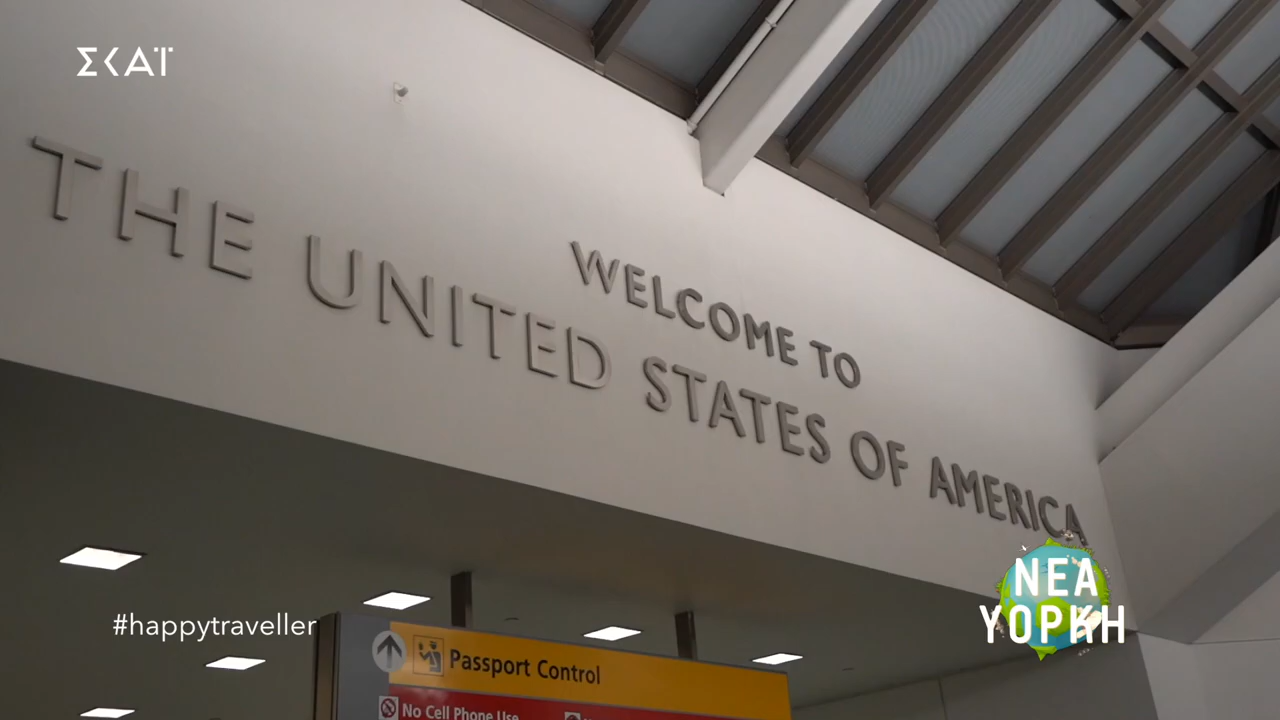 ΣΚΑΪ
WELCOME TO
THE UNITED STATES OF AMERICA
ΝΕΑ
ΥΟΡΚΗ
#happytraveller
Passport Control
No Cell Phone Use